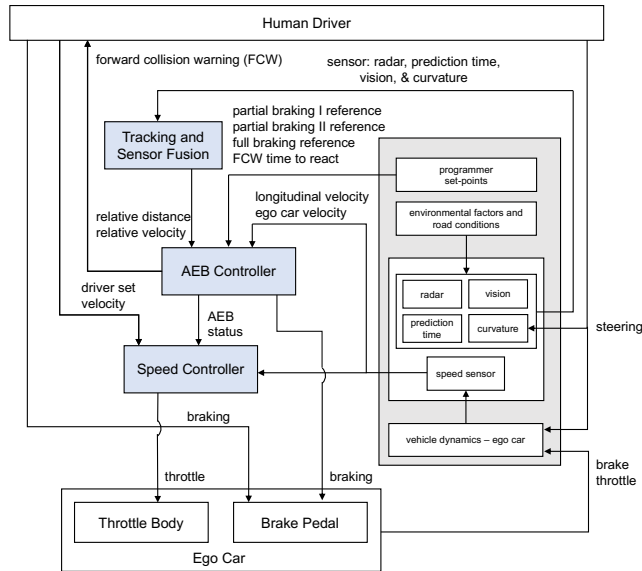 Human Driver
forward collision warning (FCW)
sensor: radar, prediction time,
vision, & curvature
Tracking and
Sensor Fusion
partial braking I reference
partial braking II reference
full braking reference
FCW time to react
programmer
set-points
longitudinal velocity
ego car velocity
environmental factors and
road conditions
relative distance
relative velocity
AEB Controller
driver set
velocity
radar
vision
prediction
time
curvature
steering
AEB
status
Speed Controller
speed sensor
braking
vehicle dynamics – ego car
throttle
braking
brake
throttle
Throttle Body
Brake Pedal
Ego Car